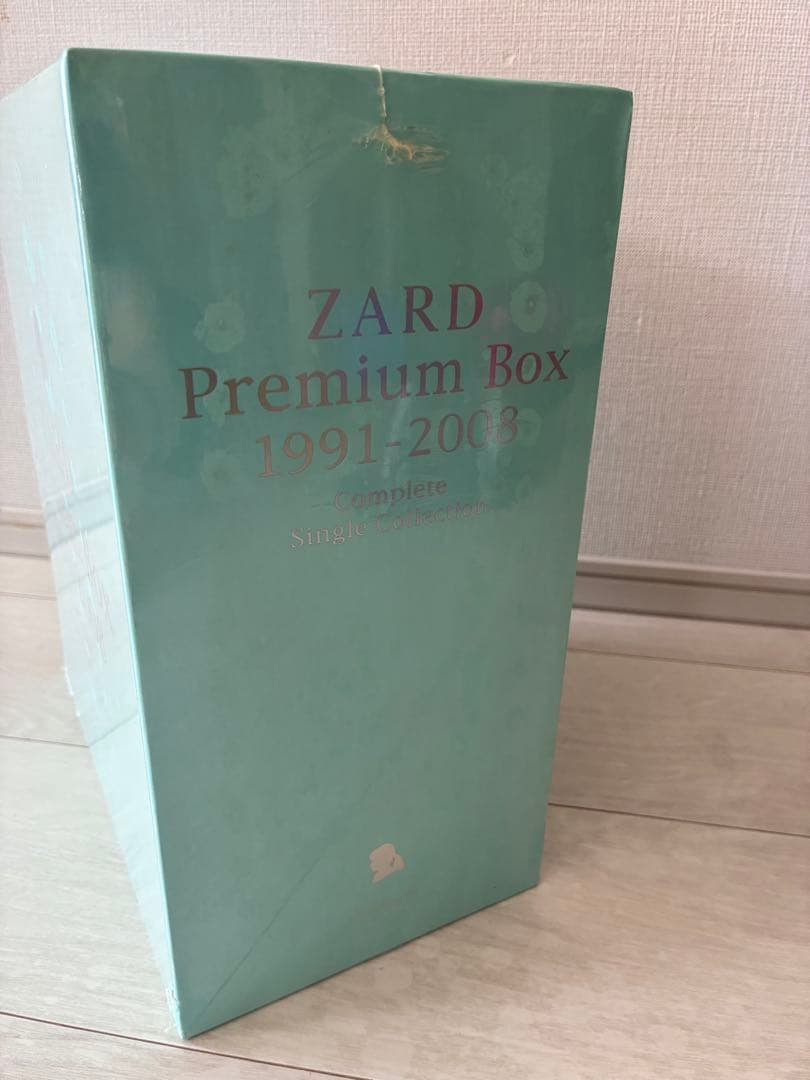 ZARD
Premium Box
1991-2008
Complete
Single Collection